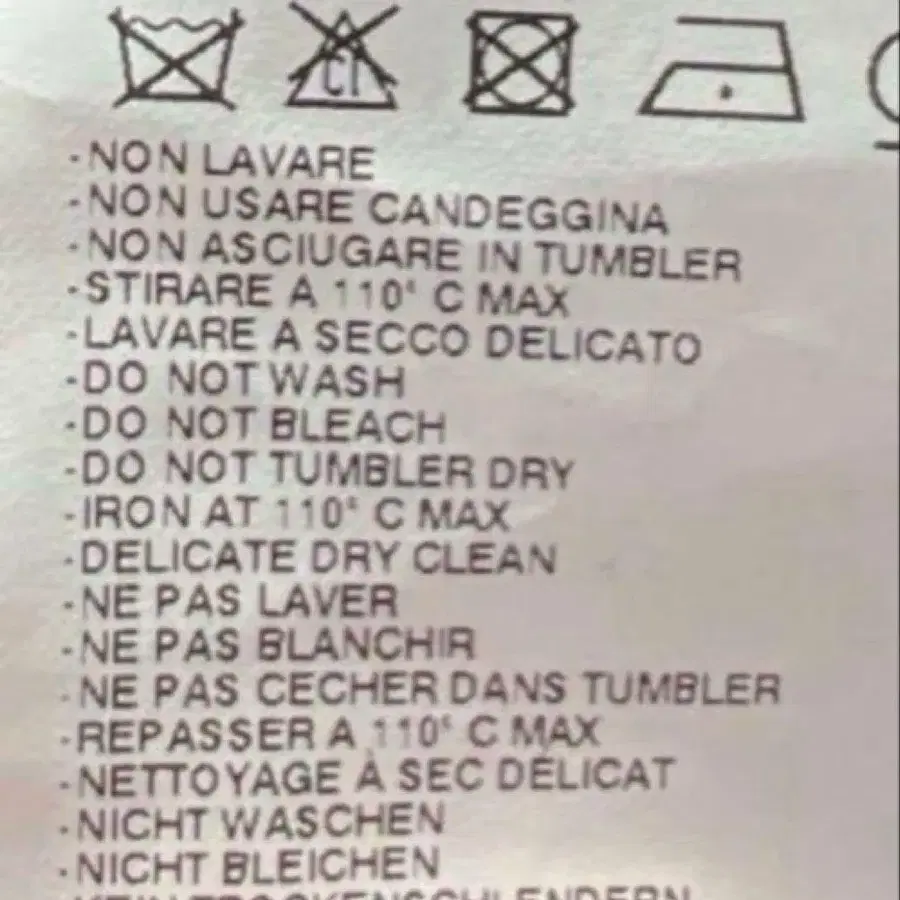 CL
-NON LAVARE
-NON USARE CANDEGGINA
-NON ASCIUGARE IN TUMBLER
-STIRARE A 110° C MAX
-LAVARE A SECCO DELICATO
-DO NOT WASH
-DO NOT BLEACH
-DO NOT TUMBLER DRY
-IRON AT 110° C MAX
-DELICATE DRY CLEAN
-NE PAS LAVER
-NE PAS BLANCHIR
-NE PAS CECHER DANS TUMBLER
-REPASSER A 110° C MAX
-NETTOYAGE À SEC DÉLICAT
-NICHT WASCHEN
-NICHT BLEICHEN